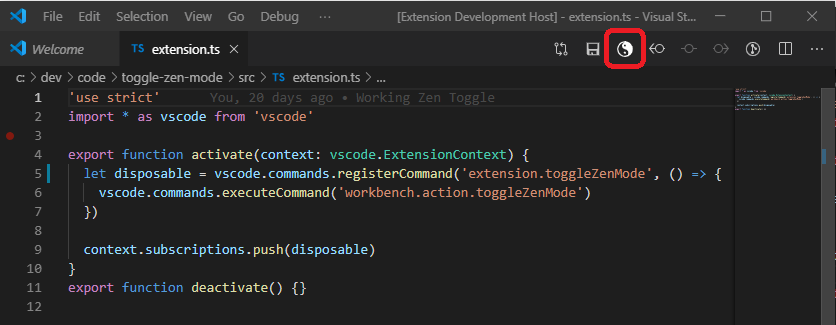 File Edit Selection View Go Debug ··· [Extension Development Host] - extension.ts - Visual St...
Welcome TS extension.ts
c: > dev > code > toggle-zen-mode > src > TS extension.ts > ...
1 'use strict' You, 20 days ago • Working Zen Toggle
2 import * as vscode from 'vscode'
3
4 export function activate(context: vscode.ExtensionContext) {
5 let disposable = vscode.commands.registerCommand('extension.toggleZenMode', () => {
6 vscode.commands.executeCommand('workbench.action.toggleZenMode')
7 })
8
9 context.subscriptions.push(disposable)
10 }
11 export function deactivate() {}
12